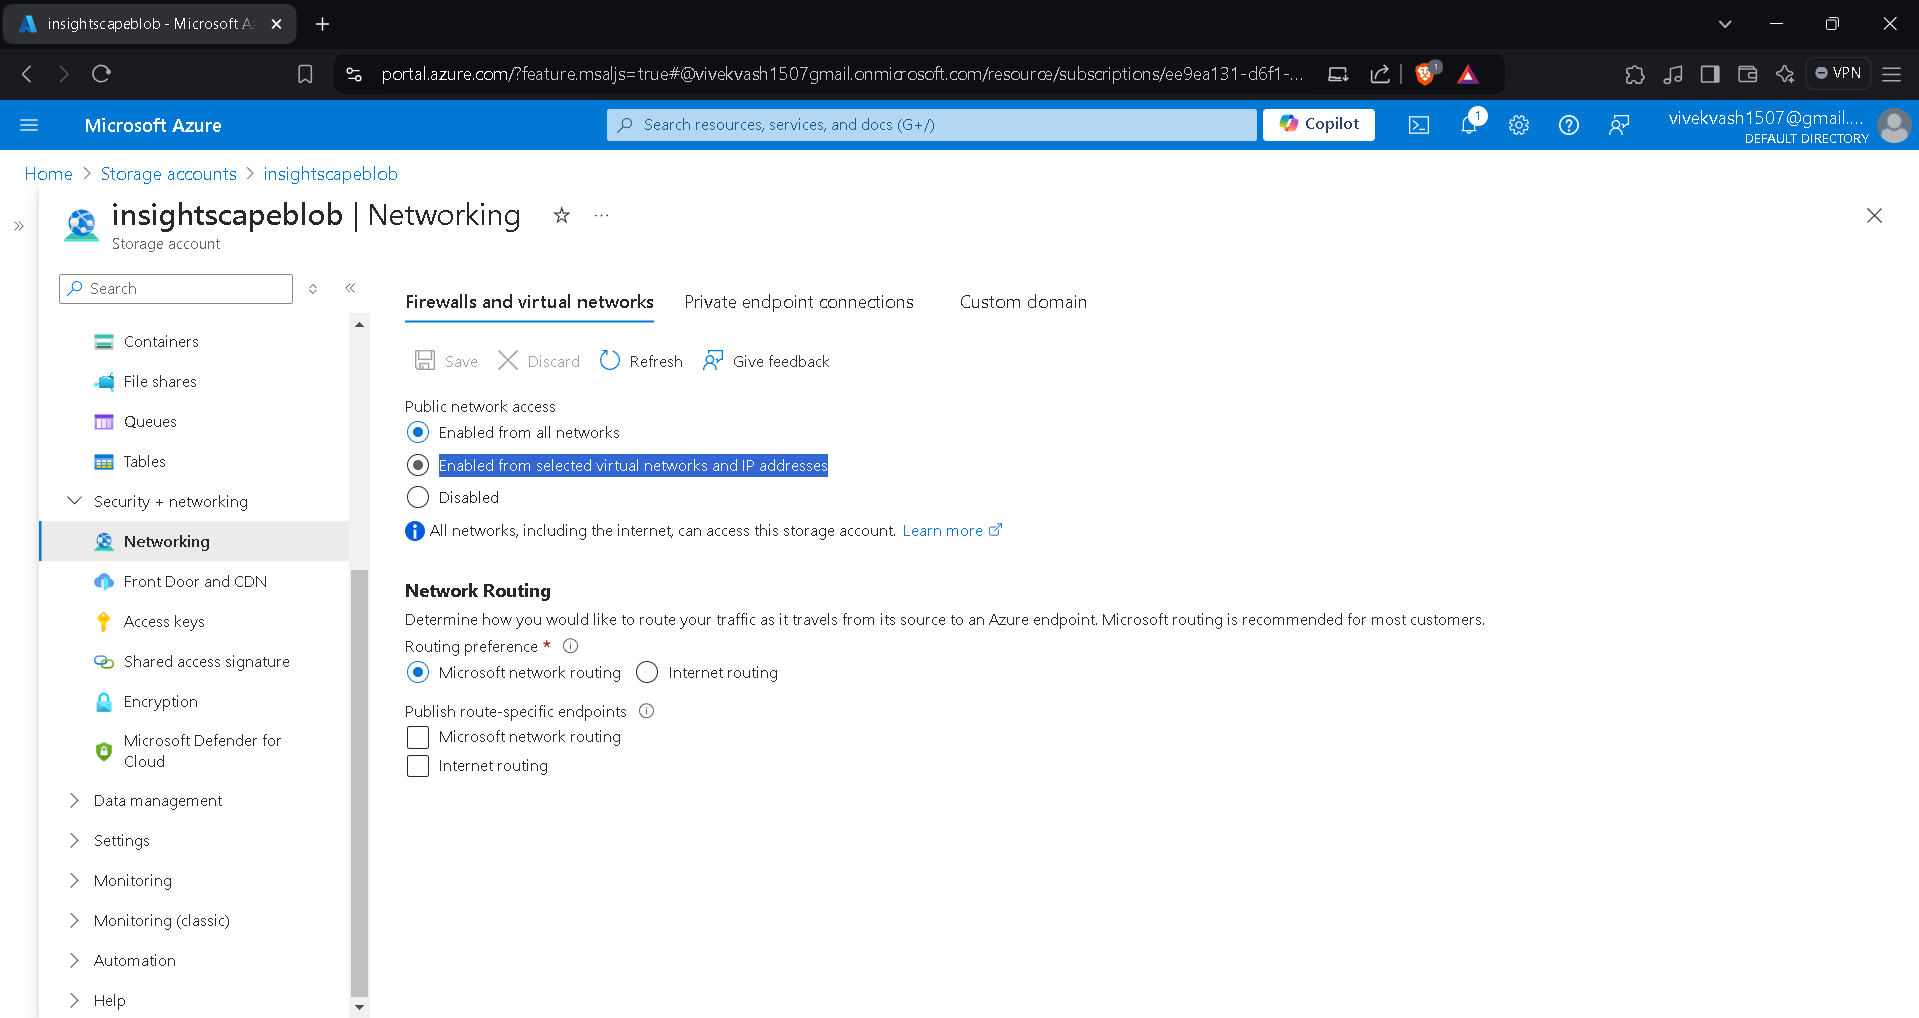 insightscapeblob - Microsoft Az
portal.azure.com/?feature.msaljs=true#@vivekvash1507gmail.onmicrosoft.com/resource/subscriptions/ee9ea131-d6f1-...
1
VPN
Microsoft Azure
Search resources, services, and docs (G+/)
Copilot
1
vivekvash1507@gmail....
DEFAULT DIRECTORY
Home > Storage accounts > insightscapeblob
insightscapeblob | Networking
Storage account
Search
Containers
File shares
Queues
Tables
Security + networking
Networking
Front Door and CDN
Access keys
Shared access signature
Encryption
Microsoft Defender for
Cloud
Data management
Settings
Monitoring
Monitoring (classic)
Automation
Help
Firewalls and virtual networks Private endpoint connections Custom domain
Save Discard Refresh Give feedback
Public network access
Enabled from all networks
Enabled from selected virtual networks and IP addresses
Disabled
All networks, including the internet, can access this storage account. Learn more
Network Routing
Determine how you would like to route your traffic as it travels from its source to an Azure endpoint. Microsoft routing is recommended for most customers.
Routing preference *
Microsoft network routing Internet routing
Publish route-specific endpoints
Microsoft network routing
Internet routing